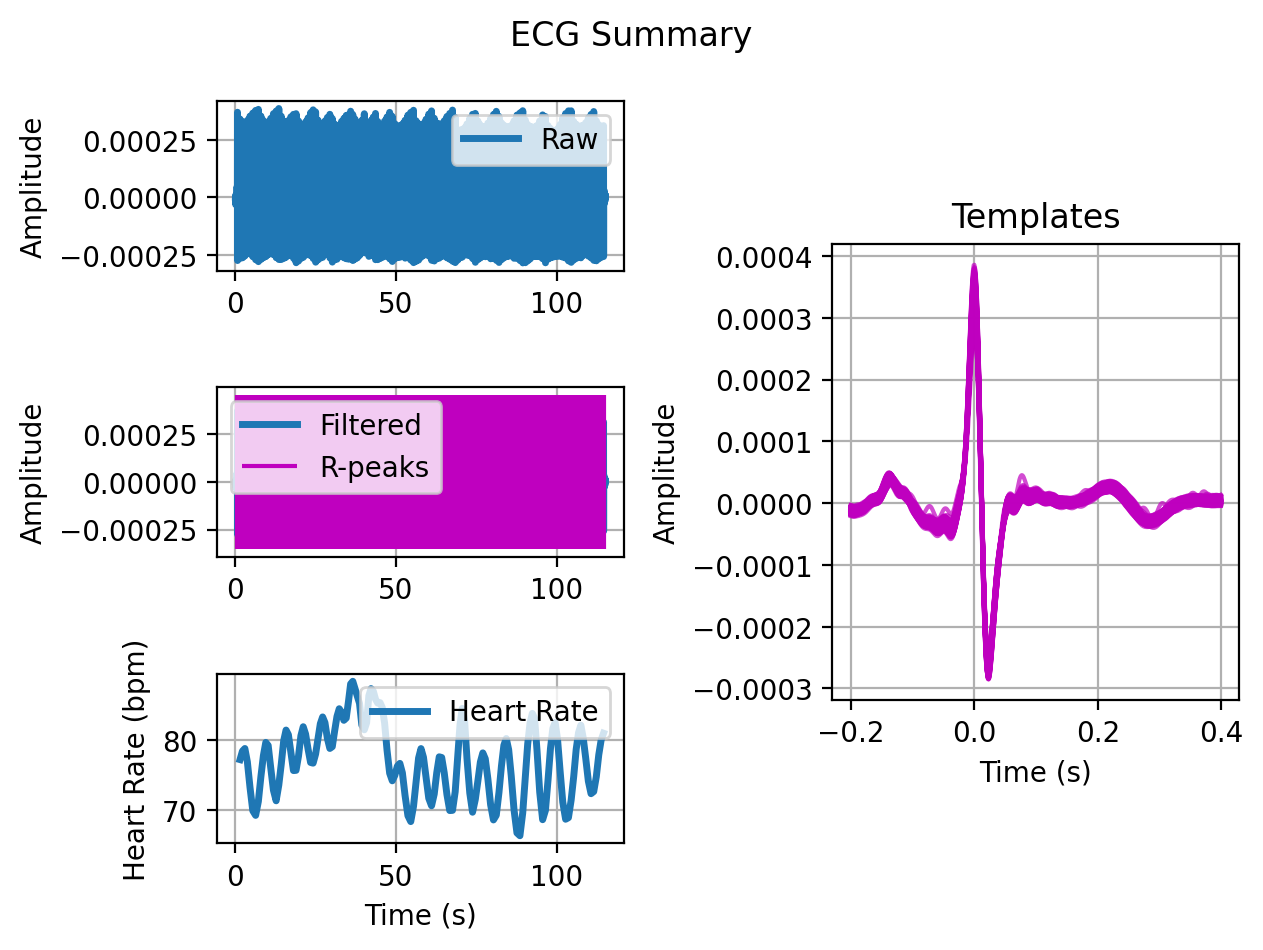 ECG Summary
Amplitude
0.00025
0.00000
−0.00025
Raw
0
50
100
Amplitude
0.00025
0.00000
−0.00025
Filtered
R-peaks
0
50
100
Heart Rate (bpm)
80
70
Heart Rate
0
50
100
Time (s)
Templates
Amplitude
0.0004
0.0003
0.0002
0.0001
0.0000
−0.0001
−0.0002
−0.0003
−0.2
0.0
0.2
0.4
Time (s)